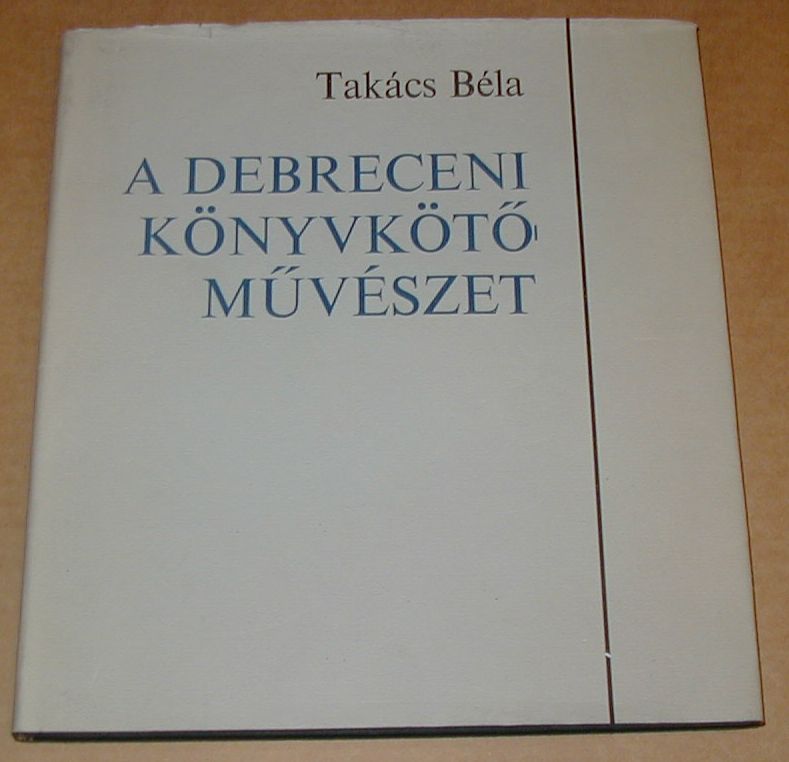 Takács Béla
A DEBRECENI
KÖNYVKÖTŐ
MŰVÉSZET